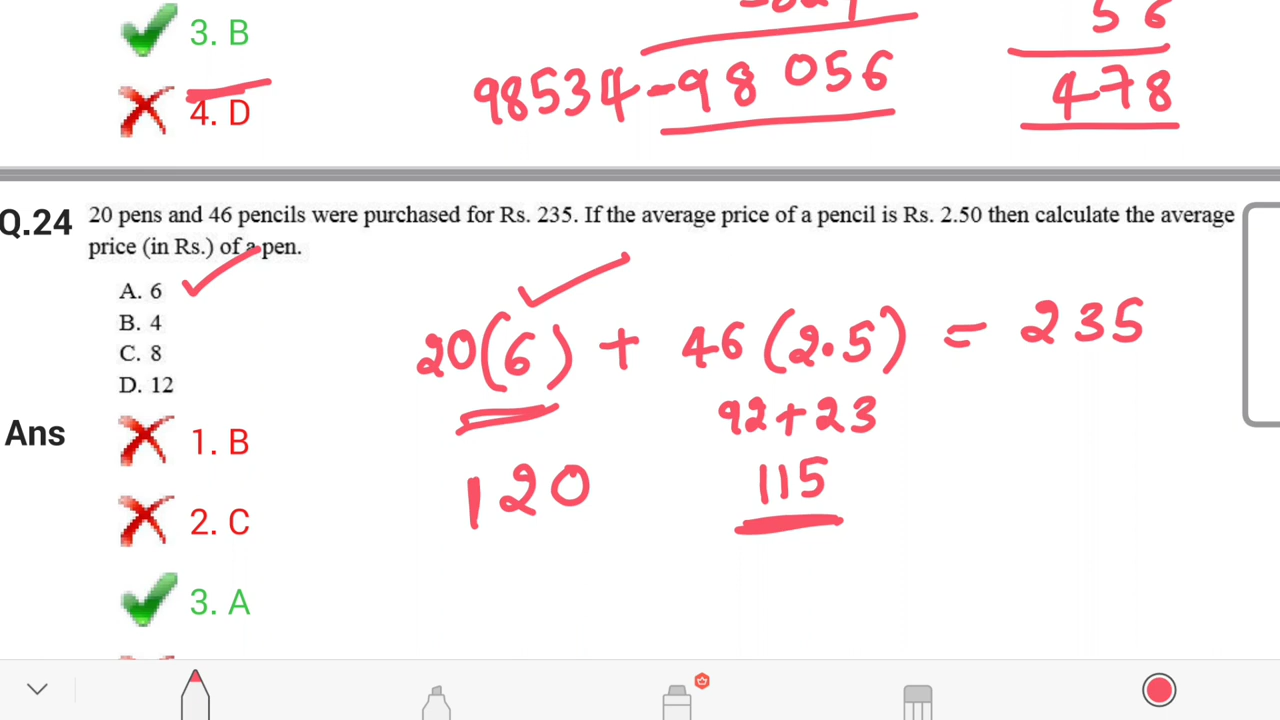 3. B
4. D
56
98534-98056
478
Q.24 20 pens and 46 pencils were purchased for Rs. 235. If the average price of a pencil is Rs. 2.50 then calculate the average
price (in Rs.) of a pen.
A. 6
B. 4
C. 8
D. 12
20(6) + 46(2.5) = 235
92+23
120 115
Ans
1. B
2. C
3. A